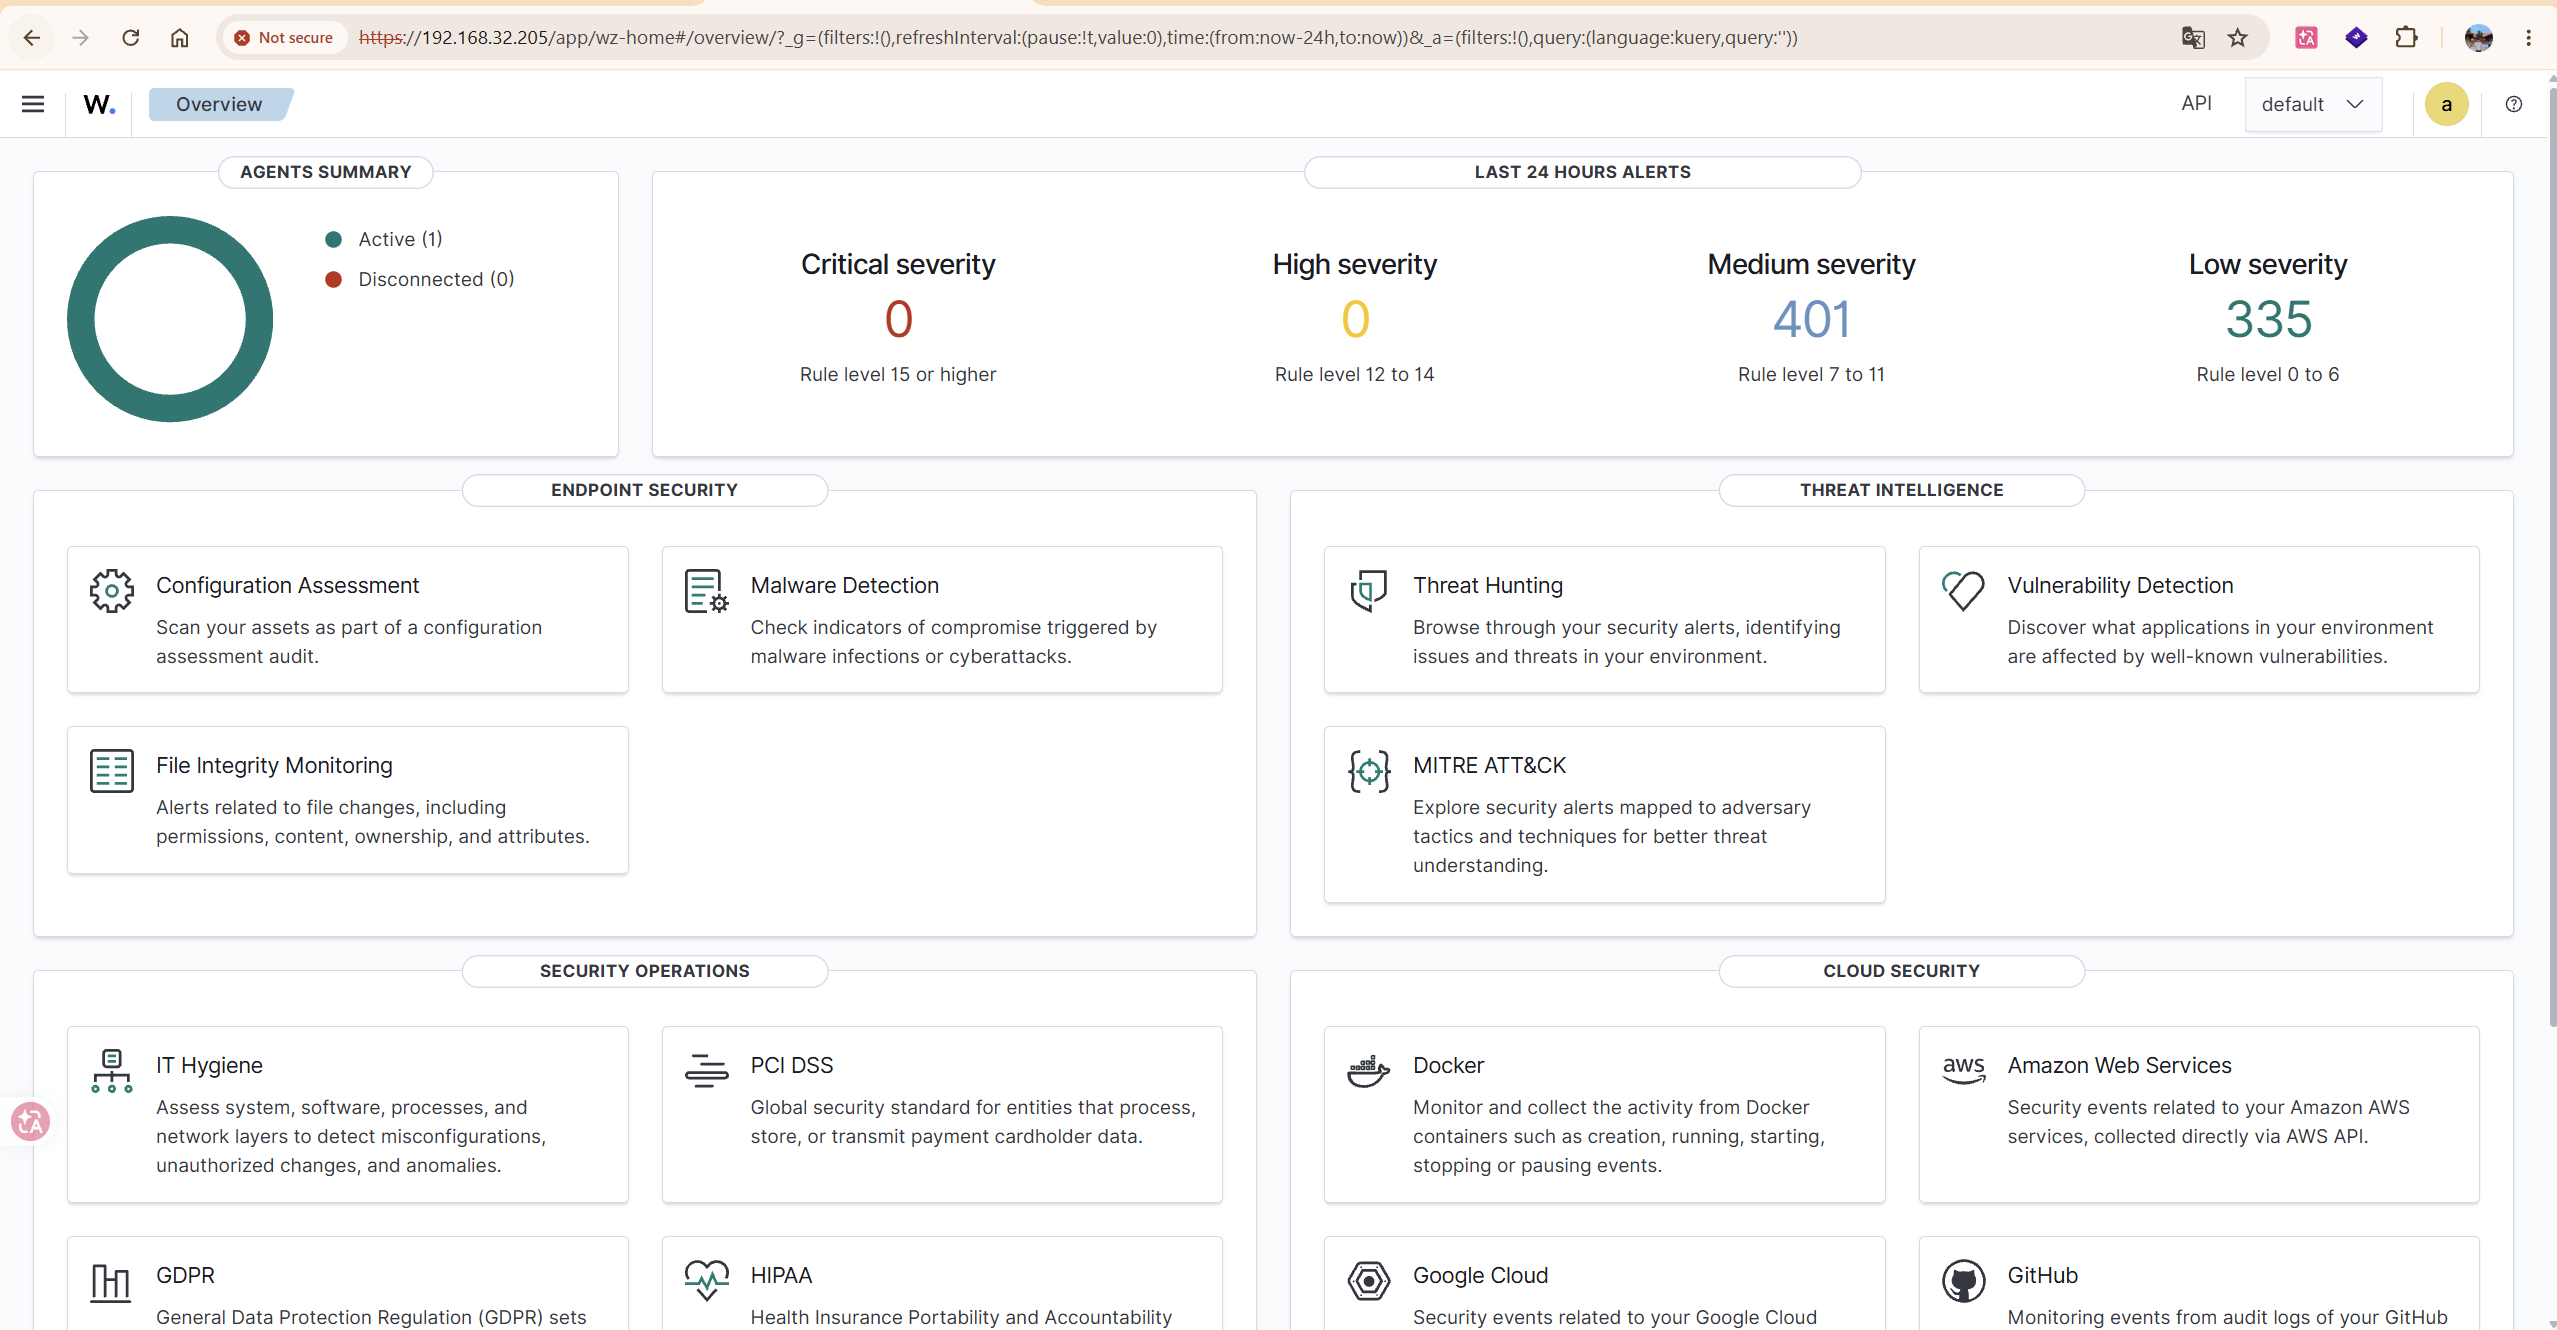 Not secure
https://192.168.32.205/app/wz-home#/overview/?_g=(filters:!(),refreshInterval:(pause:!t,value:0),time:(from:now-24h,to:now))&_a=(filters:!(),query:(language:kuery,query:''))
W.
Overview
API
default
a
AGENTS SUMMARY
Active (1)
Disconnected (0)
LAST 24 HOURS ALERTS
Critical severity
0
Rule level 15 or higher
High severity
0
Rule level 12 to 14
Medium severity
401
Rule level 7 to 11
Low severity
335
Rule level 0 to 6
ENDPOINT SECURITY
Configuration Assessment
Scan your assets as part of a configuration
assessment audit.
Malware Detection
Check indicators of compromise triggered by
malware infections or cyberattacks.
File Integrity Monitoring
Alerts related to file changes, including
permissions, content, ownership, and attributes.
THREAT INTELLIGENCE
Threat Hunting
Browse through your security alerts, identifying
issues and threats in your environment.
Vulnerability Detection
Discover what applications in your environment
are affected by well-known vulnerabilities.
MITRE ATT&CK
Explore security alerts mapped to adversary
tactics and techniques for better threat
understanding.
SECURITY OPERATIONS
IT Hygiene
Assess system, software, processes, and
network layers to detect misconfigurations,
unauthorized changes, and anomalies.
PCI DSS
Global security standard for entities that process,
store, or transmit payment cardholder data.
GDPR
General Data Protection Regulation (GDPR) sets
HIPAA
Health Insurance Portability and Accountability
CLOUD SECURITY
Docker
Monitor and collect the activity from Docker
containers such as creation, running, starting,
stopping or pausing events.
aws
Amazon Web Services
Security events related to your Amazon AWS
services, collected directly via AWS API.
Google Cloud
Security events related to your Google Cloud
GitHub
Monitoring events from audit logs of your GitHub